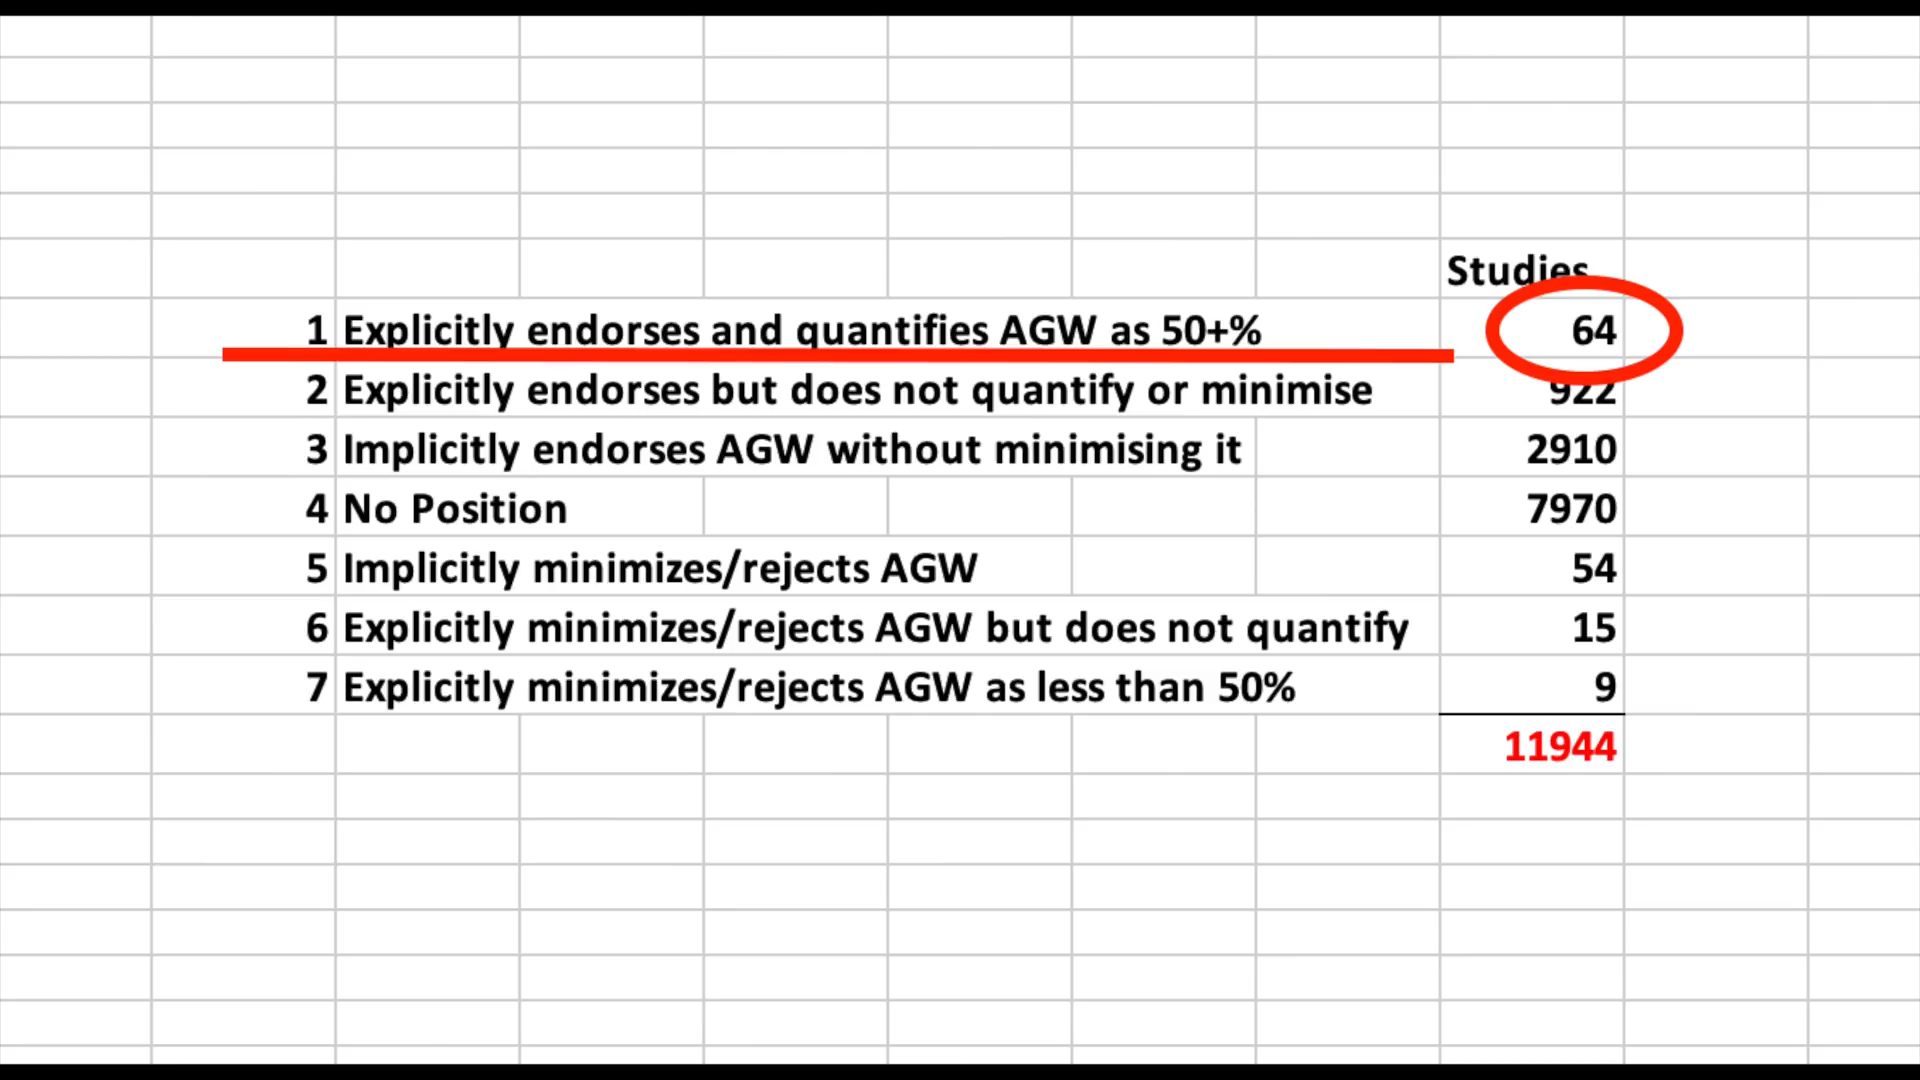 Studies
1 Explicitly endorses and quantifies AGW as 50+% 64
2 Explicitly endorses but does not quantify or minimise 922
3 Implicitly endorses AGW without minimising it 2910
4 No Position 7970
5 Implicitly minimizes/rejects AGW 54
6 Explicitly minimizes/rejects AGW but does not quantify 15
7 Explicitly minimizes/rejects AGW as less than 50% 9
11944